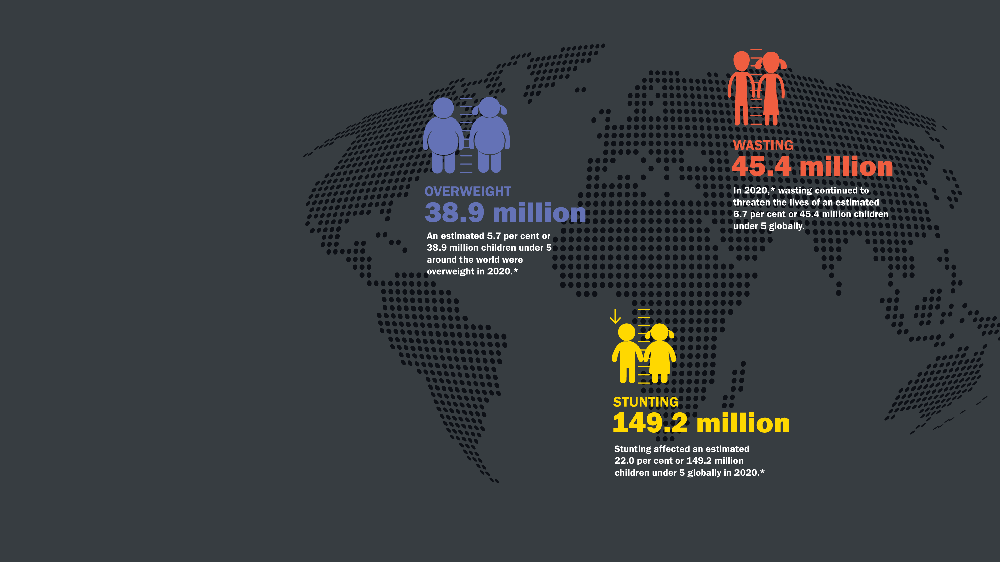 OVERWEIGHT
38.9 million
An estimated 5.7 per cent or
38.9 million children under 5
around the world were
overweight in 2020.*
WASTING
45.4 million
In 2020,* wasting continued to
threaten the lives of an estimated
6.7 per cent or 45.4 million children
under 5 globally.
STUNTING
149.2 million
Stunting affected an estimated
22.0 per cent or 149.2 million
children under 5 globally in 2020.*